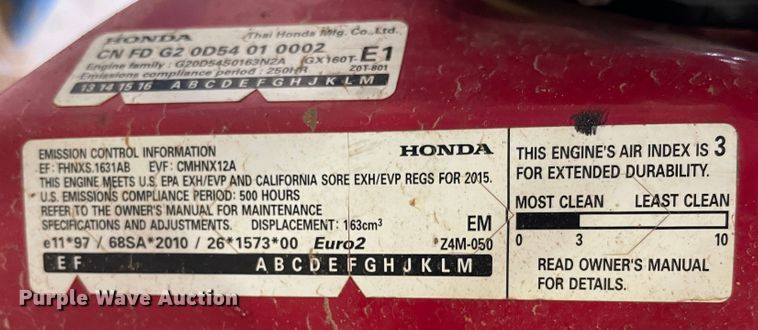 HONDA Thai Honda Mfg. Co., Ltd.
CN FD G2 0D54 01 0002
Engine family : G20D54S0163N2A GX160T- E1
Emissions compliance period : 250HR Z0T-801
13 14 15 16 A B C D E F G H J K L M
EMISSION CONTROL INFORMATION HONDA
EF: FHNXS.1631AB EVF: CMHNX12A
THIS ENGINE MEETS U.S. EPA EXH/EVP AND CALIFORNIA SORE EXH/EVP REGS FOR 2015.
U.S. EMISSIONS COMPLIANCE PERIOD: 500 HOURS
REFER TO THE OWNER'S MANUAL FOR MAINTENANCE
SPECIFICATIONS AND ADJUSTMENTS. DISPLACEMENT: 163cm³ EM
e11*97 / 68SA*2010 / 26*1573*00 Euro2 Z4M-050
E F A B C D E F G H J K L M
THIS ENGINE'S AIR INDEX IS 3
FOR EXTENDED DURABILITY.
MOST CLEAN LEAST CLEAN
0 3 10
READ OWNER'S MANUAL
FOR DETAILS.
Purple Wave Auction